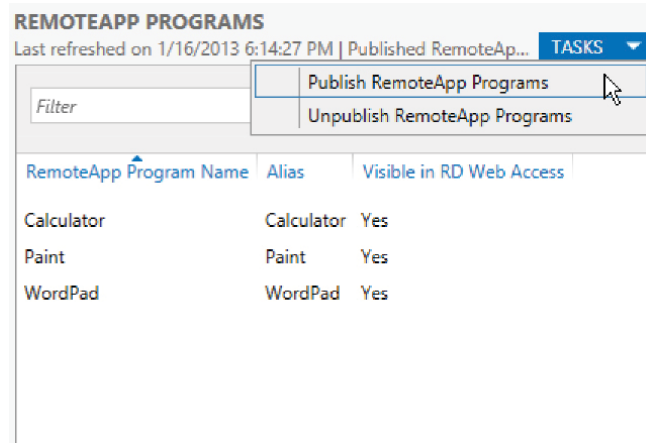 REMOTEAPP PROGRAMS
Last refreshed on 1/16/2013 6:14:27 PM | Published RemoteAp... TASKS
Publish RemoteApp Programs
Filter
Unpublish RemoteApp Programs
RemoteApp Program Name Alias Visible in RD Web Access
Calculator Calculator Yes
Paint Paint Yes
WordPad WordPad Yes